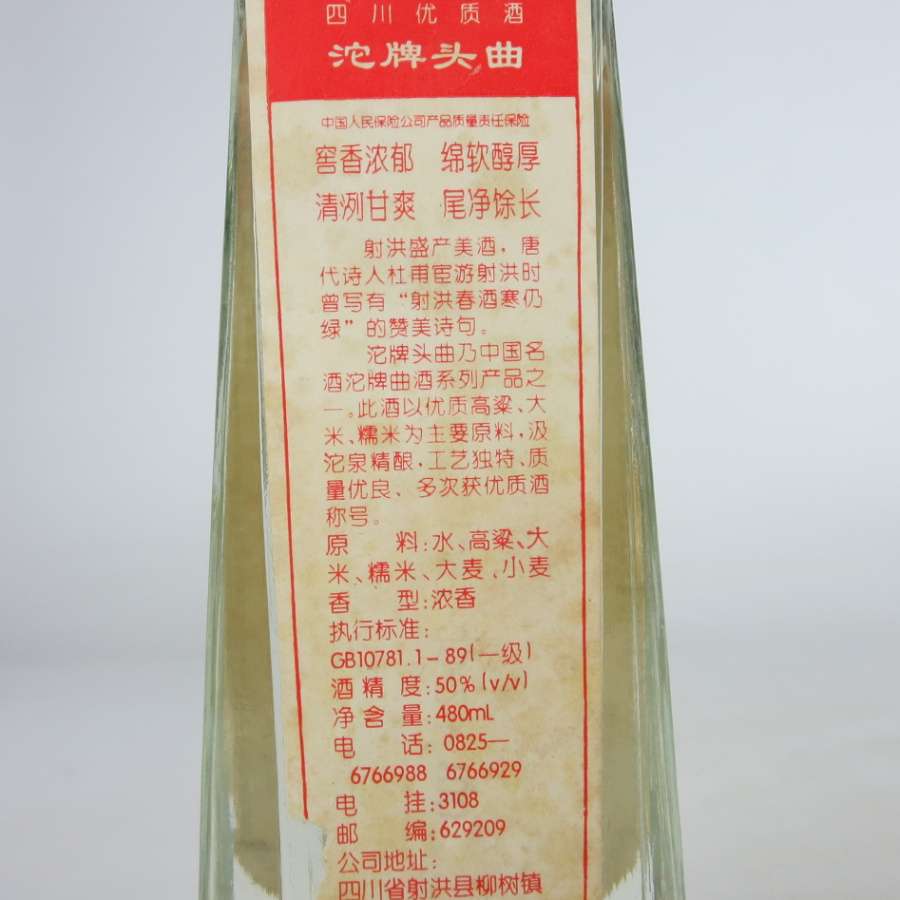 四川优质酒
沱牌头曲
中国人民保险公司产品质量责任保险
窖香浓郁 绵软醇厚
清冽甘爽 尾净馀长
射洪盛产美酒，唐
代诗人杜甫宦游射洪时
曾写有“射洪春酒寒仍
绿”的赞美诗句。
沱牌头曲乃中国名
酒沱牌曲酒系列产品之
一。此酒以优质高粱、大
米、糯米为主要原料，汲
沱泉精酿，工艺独特、质
量优良、多次获优质酒
称号。
原 料：水、高粱、大
米、糯米、大麦、小麦
香 型：浓香
执行标准：
GB10781.1-89(一级)
酒精度：50%(v/v)
净含量：480mL
电 话：0825—
6766988 6766929
电 挂：3108
邮 编：629209
公司地址：
四川省射洪县柳树镇